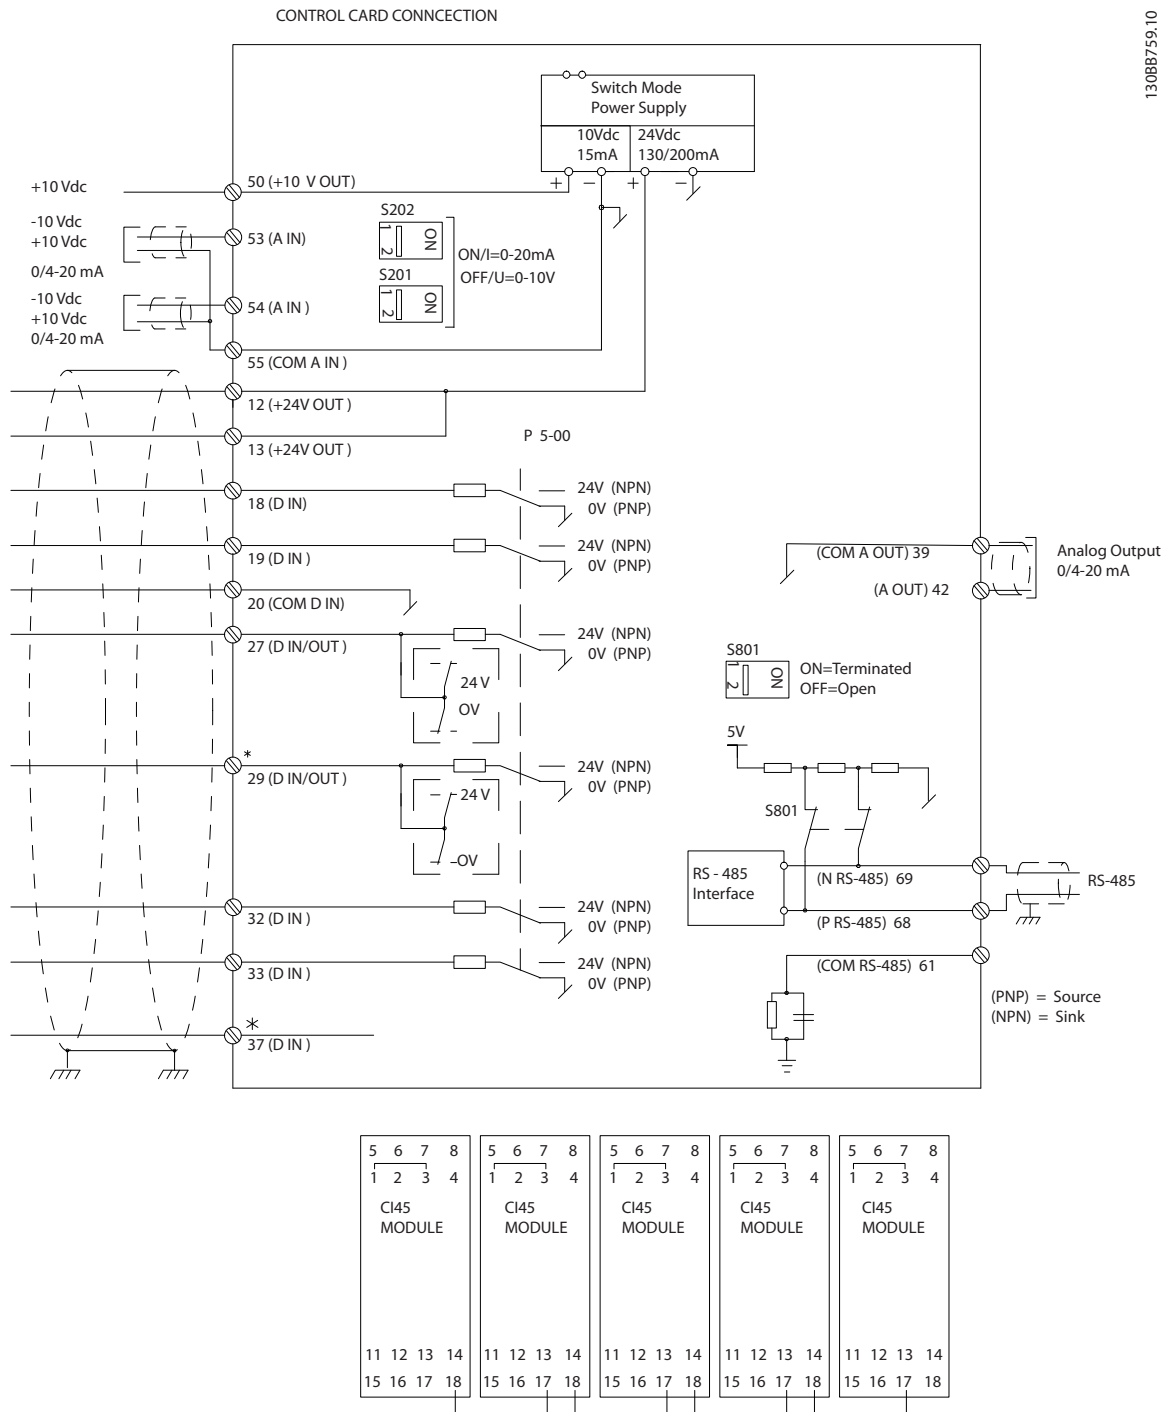 CONTROL CARD CONNCECTION
130BB759.10
Switch Mode
Power Supply
10Vdc
15mA
24Vdc
130/200mA
+ − + −
+10 Vdc
50 (+10 V OUT)
-10 Vdc
+10 Vdc
0/4-20 mA
53 (A IN)
S202
1 2 ON
ON/I=0-20mA
OFF/U=0-10V
S201
1 2 ON
-10 Vdc
+10 Vdc
0/4-20 mA
54 (A IN )
55 (COM A IN )
12 (+24V OUT )
13 (+24V OUT )
P 5-00
18 (D IN)
24V (NPN)
0V (PNP)
19 (D IN )
24V (NPN)
0V (PNP)
20 (COM D IN)
27 (D IN/OUT )
24V (NPN)
0V (PNP)
24 V
OV
*
29 (D IN/OUT )
24V (NPN)
0V (PNP)
24 V
OV
32 (D IN )
24V (NPN)
0V (PNP)
33 (D IN )
24V (NPN)
0V (PNP)
*
37 (D IN )
(COM A OUT) 39
(A OUT) 42
Analog Output
0/4-20 mA
S801
1 2 ON
ON=Terminated
OFF=Open
5V
S801
RS - 485
Interface
(N RS-485) 69
(P RS-485) 68
RS-485
(COM RS-485) 61
(PNP) = Source
(NPN) = Sink
5 6 7 8
1 2 3 4
CI45
MODULE
11 12 13 14
15 16 17 18
5 6 7 8
1 2 3 4
CI45
MODULE
11 12 13 14
15 16 17 18
5 6 7 8
1 2 3 4
CI45
MODULE
11 12 13 14
15 16 17 18
5 6 7 8
1 2 3 4
CI45
MODULE
11 12 13 14
15 16 17 18
5 6 7 8
1 2 3 4
CI45
MODULE
11 12 13 14
15 16 17 18